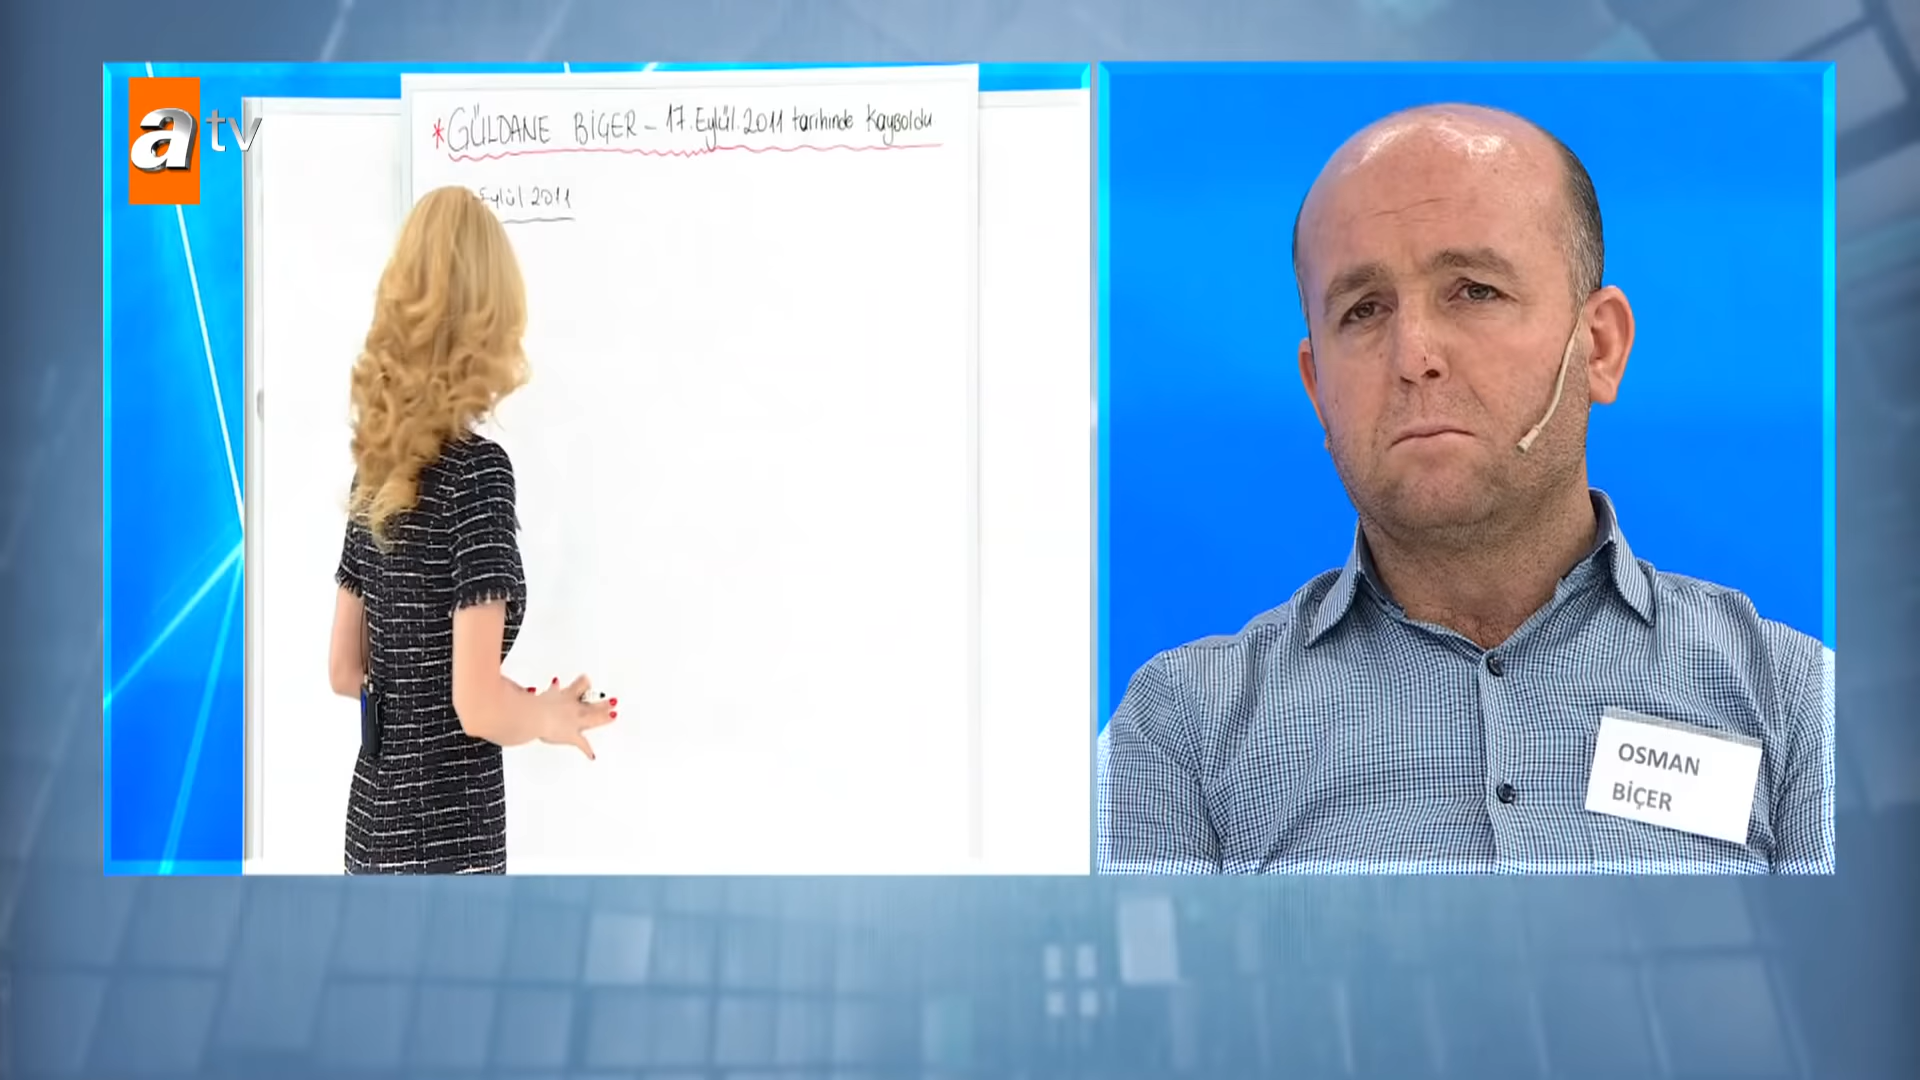 atv
*GÜLDANE BİÇER - 17.Eylül.2011 tarihinde kayboldu
Eylül 2011
OSMAN
BİÇER